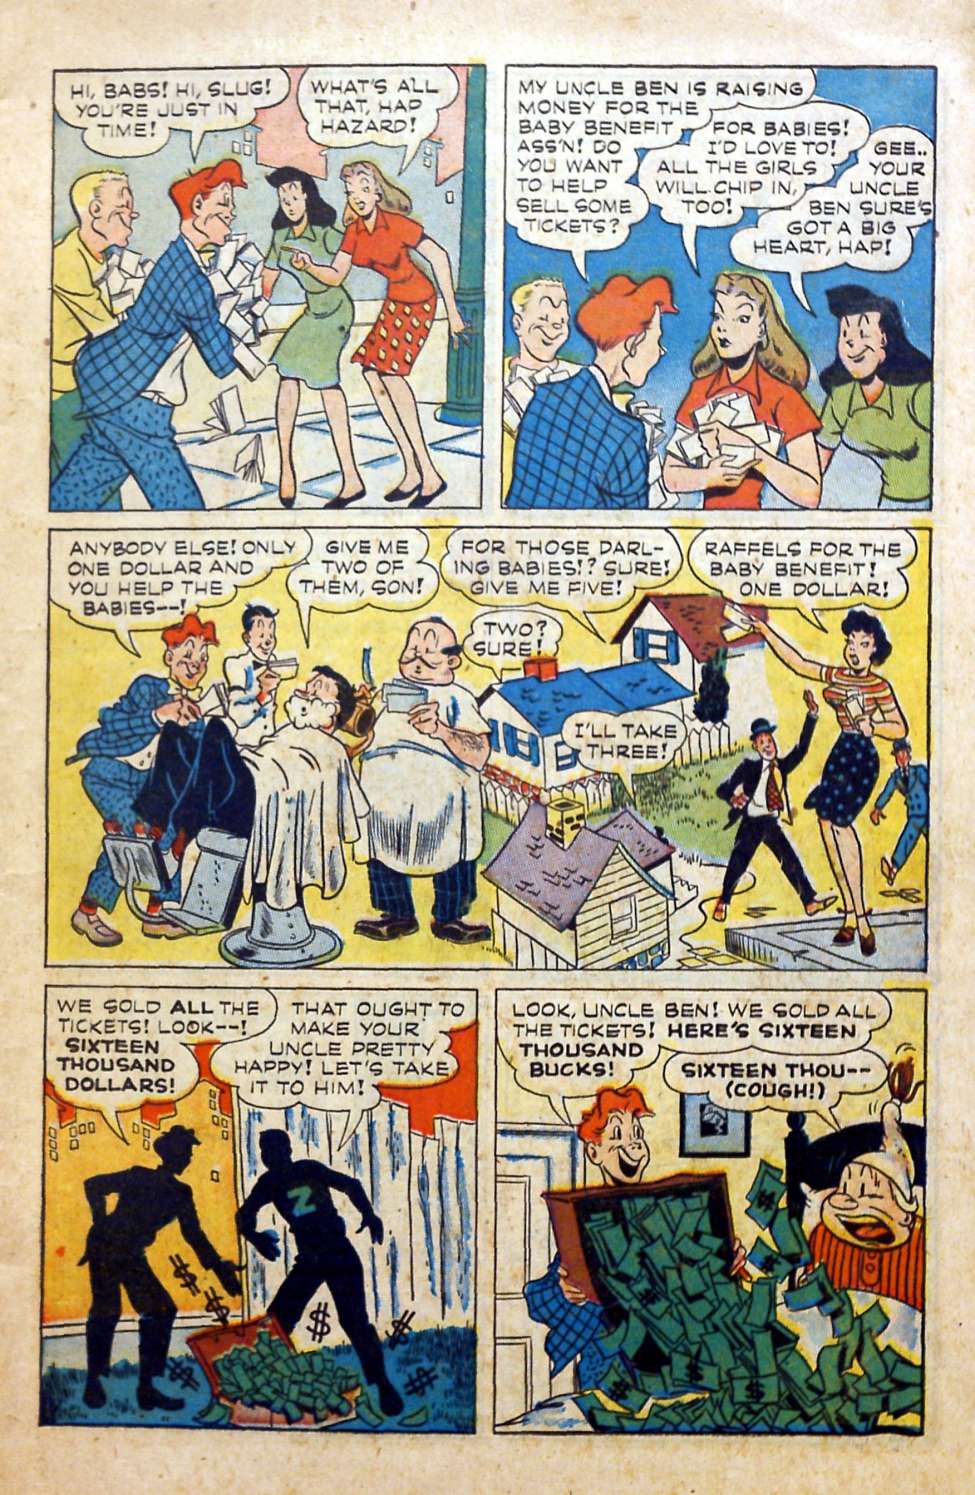 HI, BABS! HI, SLUG!
YOU'RE JUST IN
TIME!
WHAT'S ALL
THAT, HAP
HAZARD!
MY UNCLE BEN IS RAISING
MONEY FOR THE
BABY BENEFIT
ASS'N! DO
YOU WANT
TO HELP
SELL SOME
TICKETS?
FOR BABIES!
I'D LOVE TO!
ALL THE GIRLS
WILL CHIP IN,
TOO!
GEE..
YOUR
UNCLE
BEN SURE'S
GOT A BIG
HEART, HAP!
ANYBODY ELSE! ONLY
ONE DOLLAR AND
YOU HELP THE
BABIES--!
GIVE ME
TWO OF
THEM, SON!
FOR THOSE DARL-
ING BABIES!? SURE!
GIVE ME FIVE!
TWO?
SURE!
I'LL TAKE
THREE!
RAFFELS FOR THE
BABY BENEFIT!
ONE DOLLAR!
WE SOLD ALL THE
TICKETS! LOOK--!
SIXTEEN
THOUSAND
DOLLARS!
THAT OUGHT TO
MAKE YOUR
UNCLE PRETTY
HAPPY! LET'S TAKE
IT TO HIM!
Z
$
$
$
$
$
$
LOOK, UNCLE BEN! WE SOLD ALL
THE TICKETS! HERE'S SIXTEEN
THOUSAND
BUCKS!
SIXTEEN THOU--
(COUGH!)
$
$
$
$